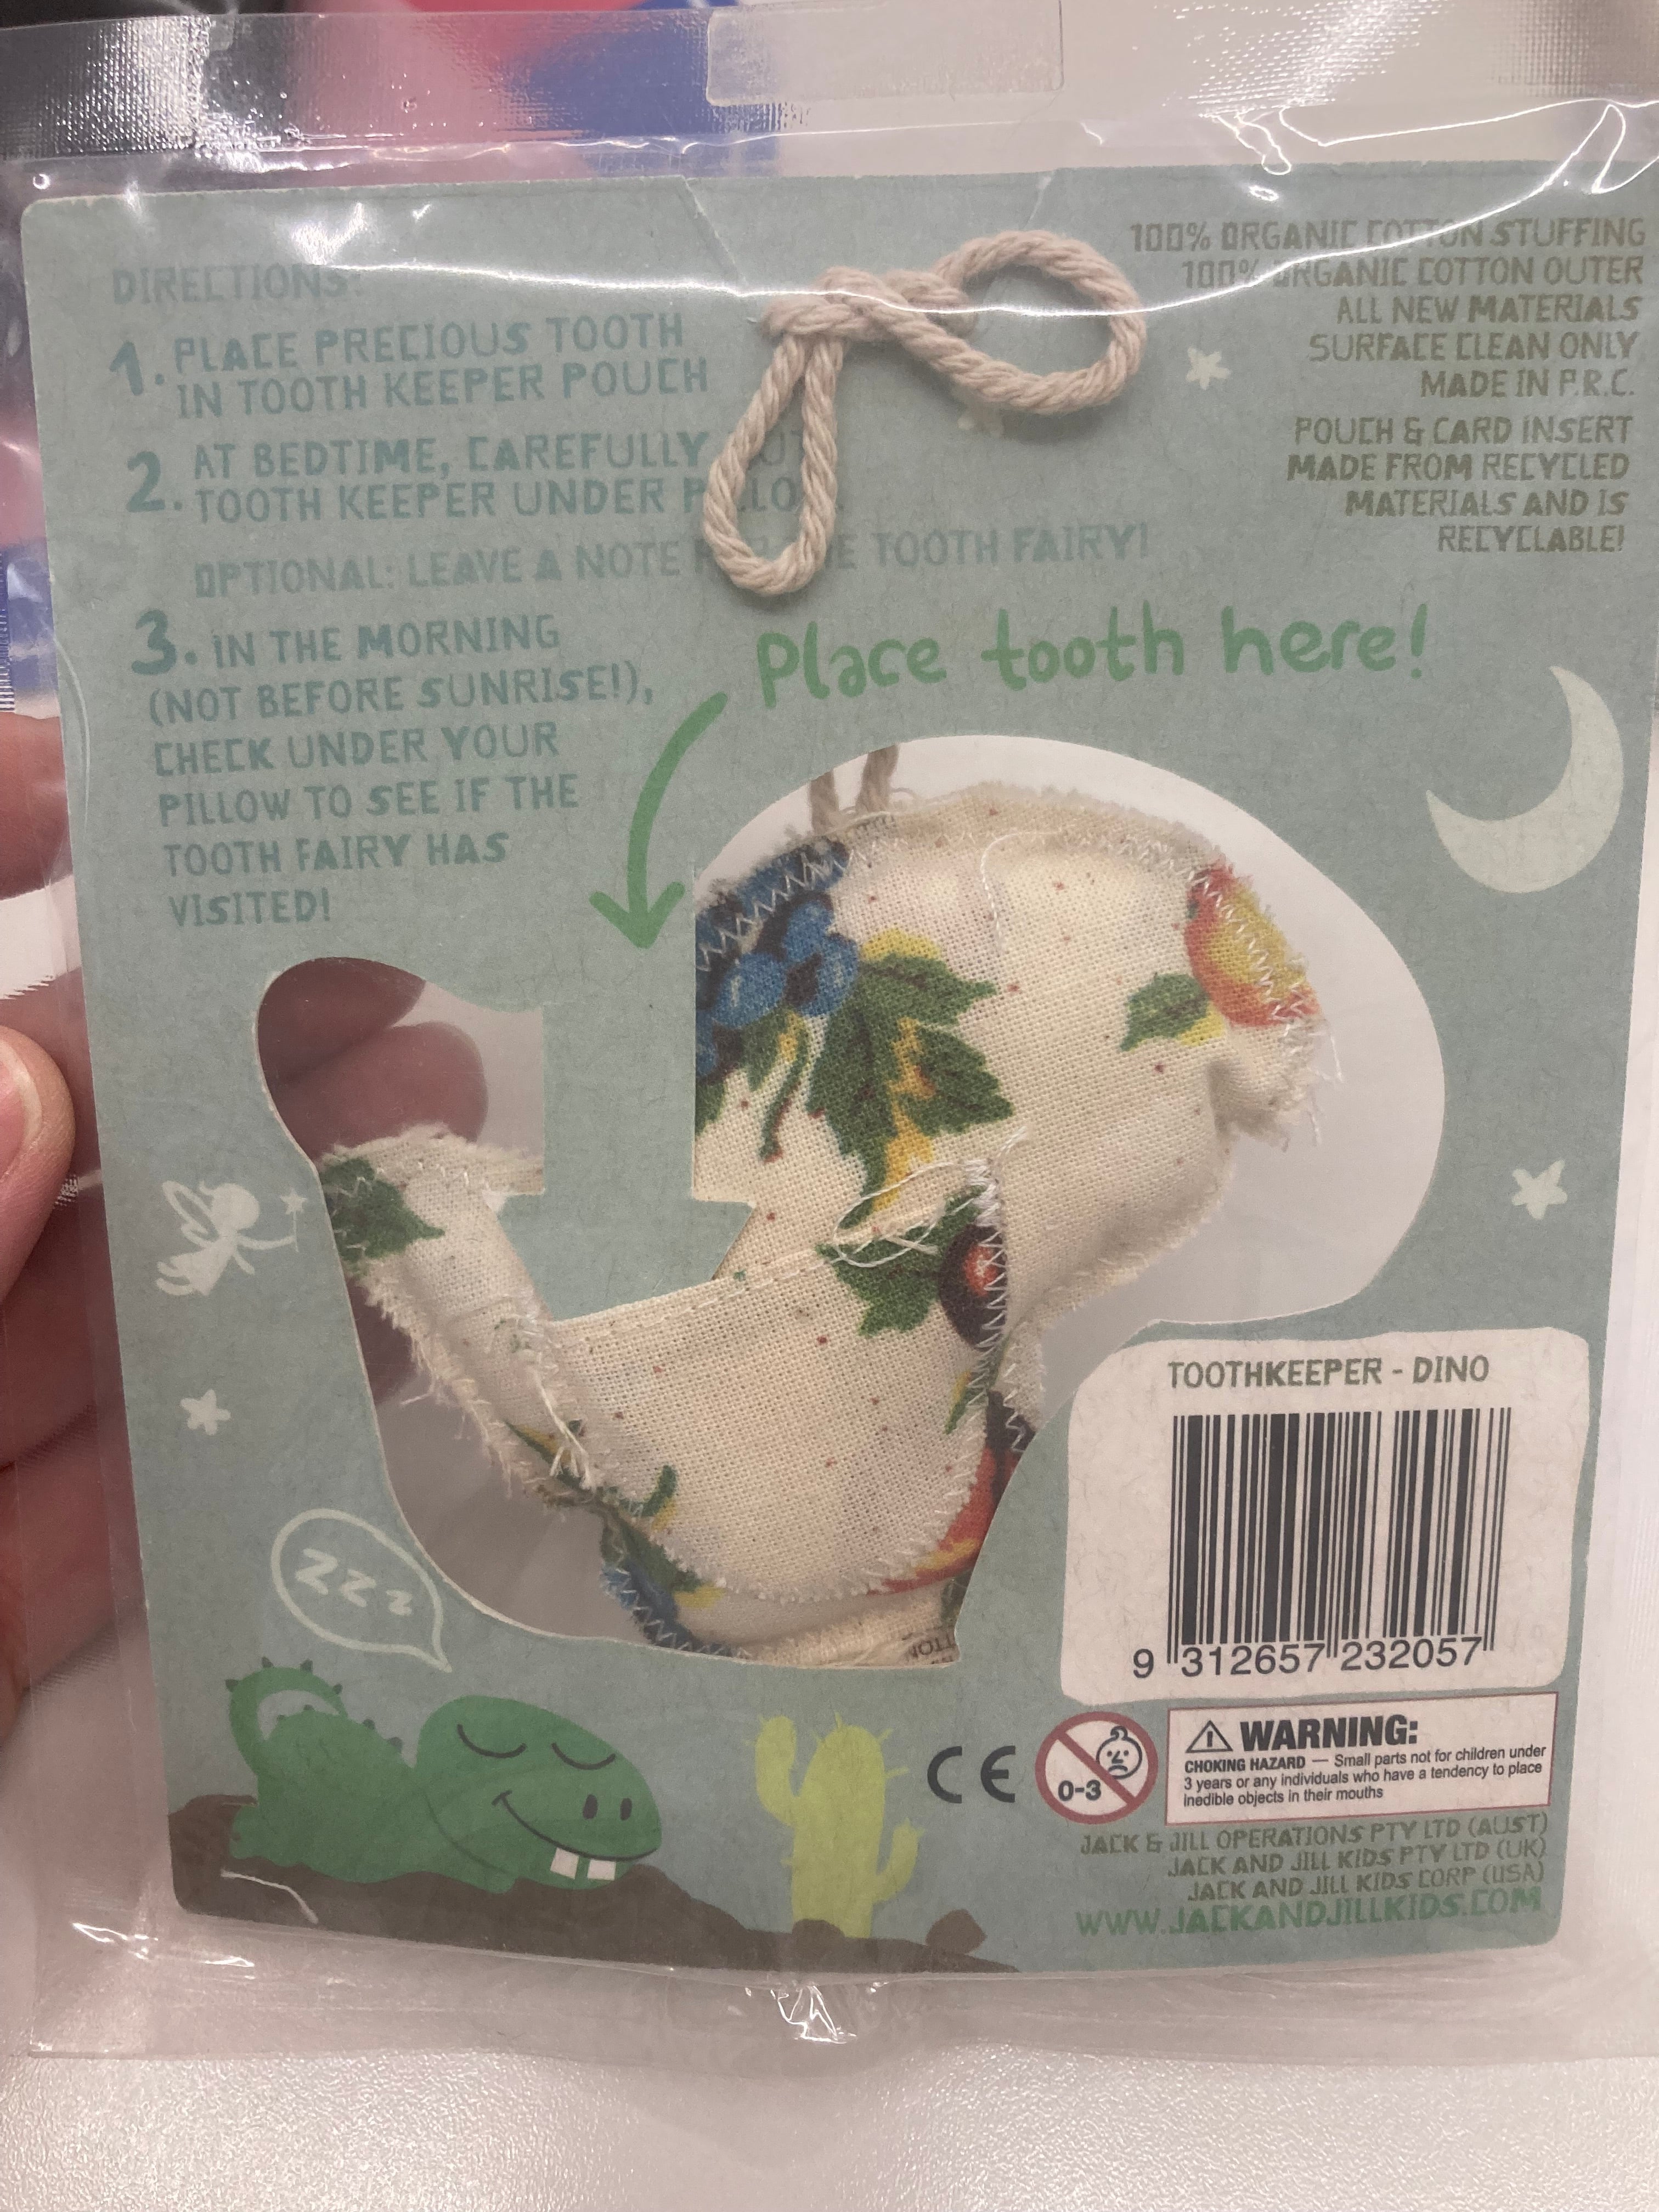 DIRECTIONS:
1. PLACE PRECIOUS TOOTH
IN TOOTH KEEPER POUCH
2. AT BEDTIME, CAREFULLY
TOOTH KEEPER UNDER
OPTIONAL: LEAVE A NOTE TOOTH FAIRY!
3. IN THE MORNING
(NOT BEFORE SUNRISE!),
CHECK UNDER YOUR
PILLOW TO SEE IF THE
TOOTH FAIRY HAS
VISITED!
100% ORGANIC COTTON STUFFING
100% ORGANIC COTTON OUTER
ALL NEW MATERIALS
SURFACE CLEAN ONLY
MADE IN P.R.C.
POUCH & CARD INSERT
MADE FROM RECYCLED
MATERIALS AND IS
RECYCLABLE!
Place tooth here!
zzz
TOOTHKEEPER - DINO
9 312657 232057
CE
0-3
WARNING:
CHOKING HAZARD — Small parts not for children under
3 years or any individuals who have a tendency to place
inedible objects in their mouths
JACK & JILL OPERATIONS PTY LTD (AUST)
JACK AND JILL KIDS PTY LTD (UK)
JACK AND JILL KIDS CORP (USA)
WWW.JACKANDJILLKIDS.COM